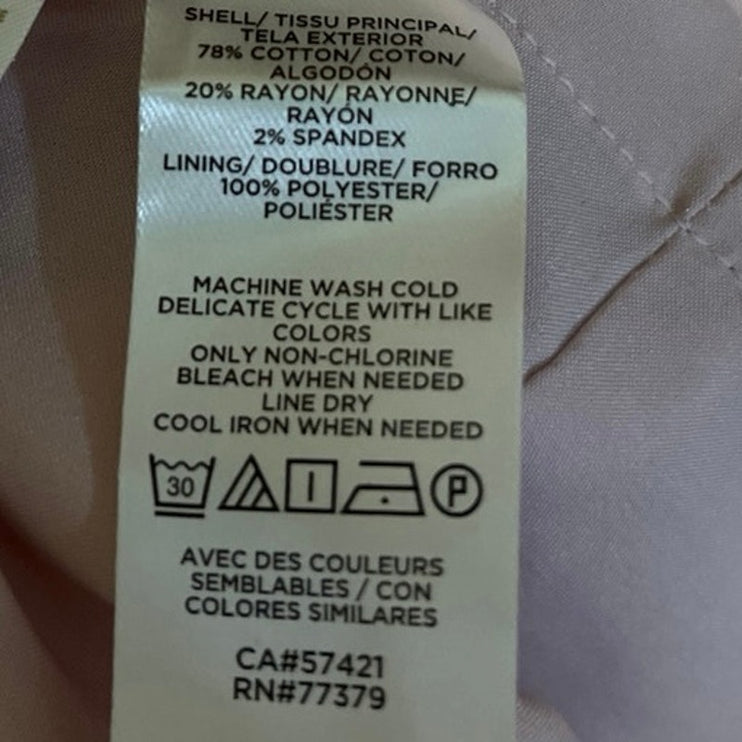 SHELL/ TISSU PRINCIPAL/
TELA EXTERIOR
78% COTTON/ COTON/
ALGODÓN
20% RAYON/ RAYONNE/
RAYÓN
2% SPANDEX
LINING/ DOUBLURE/ FORRO
100% POLYESTER/
POLIÉSTER
MACHINE WASH COLD
DELICATE CYCLE WITH LIKE
COLORS
ONLY NON-CHLORINE
BLEACH WHEN NEEDED
LINE DRY
COOL IRON WHEN NEEDED
30 P
AVEC DES COULEURS
SEMBLABLES / CON
COLORES SIMILARES
CA#57421
RN#77379